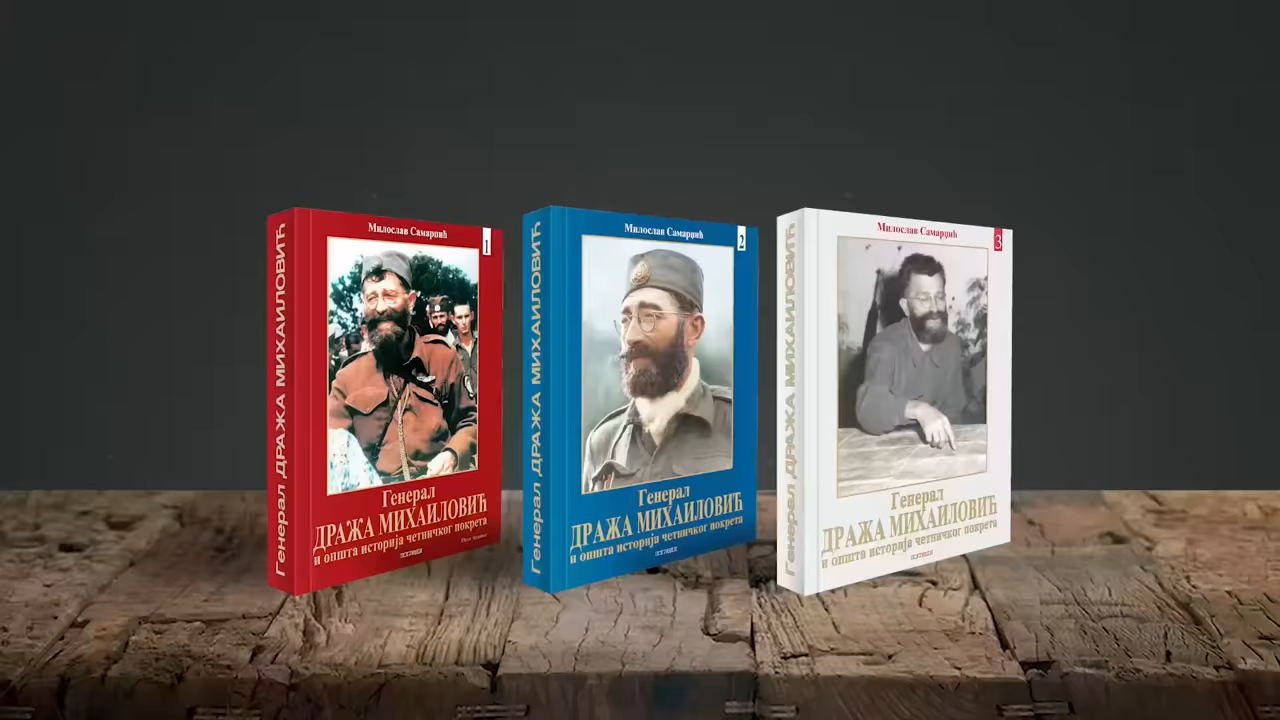 Генерал ДРАЖА МИХАИЛОВИЋ
Милослав Самарџић
1
Генерал
ДРАЖА МИХАИЛОВИЋ
и општа историја четничког покрета
Генерал ДРАЖА МИХАИЛОВИЋ
Милослав Самарџић
2
Генерал
ДРАЖА МИХАИЛОВИЋ
и општа историја четничког покрета
ПОГЛЕДИ
Генерал ДРАЖА МИХАИЛОВИЋ
Милослав Самарџић
3
Генерал
ДРАЖА МИХАИЛОВИЋ
и општа историја четничког покрета
ПОГЛЕДИ